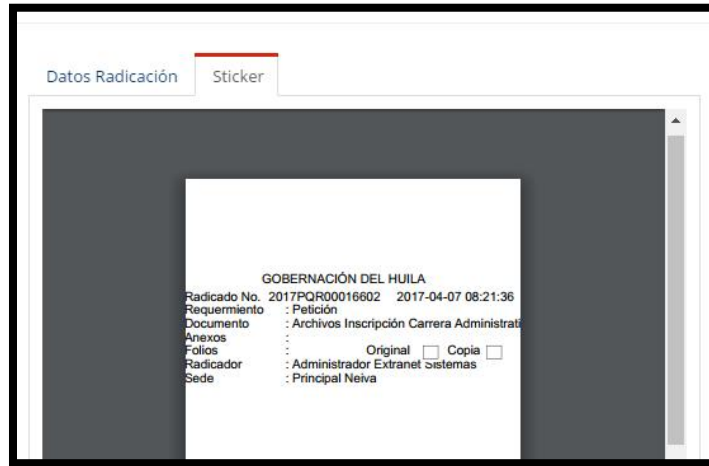 Datos Radicación Sticker
GOBERNACIÓN DEL HUILA
Radicado No. 2017PQR00016602 2017-04-07 08:21:36
Requermiento : Petición
Documento : Archivos Inscripción Carrera Administrati
Anexos :
Folios : Original Copia
Radicador : Administrador Extranet Sistemas
Sede : Principal Neiva